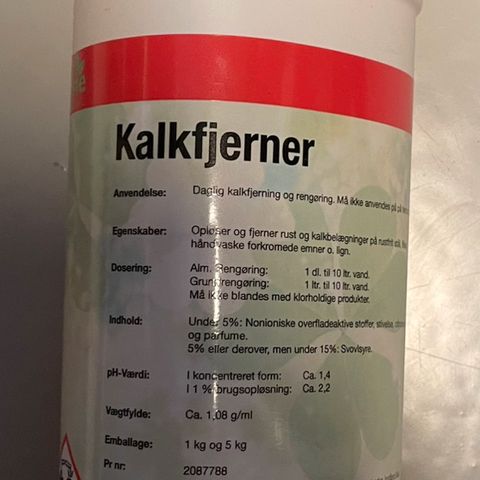 Kalkfjerner
Anvendelse: Daglig kalkfjerning og rengøring. Må ikke anvendes på
Egenskaber: Opløser og fjerner rust og kalkbelægninger på rustfrit stål,
håndvaske forkromede emner o. lign.
Dosering: Alm. Rengøring: 1 dl. til 10 ltr. vand.
Grundrengøring: 1 ltr. til 10 ltr. vand.
Må ikke blandes med klorholdige produkter.
Indhold: Under 5%: Nonioniske overfladeaktive stoffer, stivelse,
og parfume.
5% eller derover, men under 15%: Svovlsyre.
pH-Værdi: I koncentreret form: Ca. 1,4
I 1 % brugsopløsning: Ca. 2,2
Vægtfylde: Ca. 1,08 g/ml
Emballage: 1 kg og 5 kg
Pr nr: 2087788